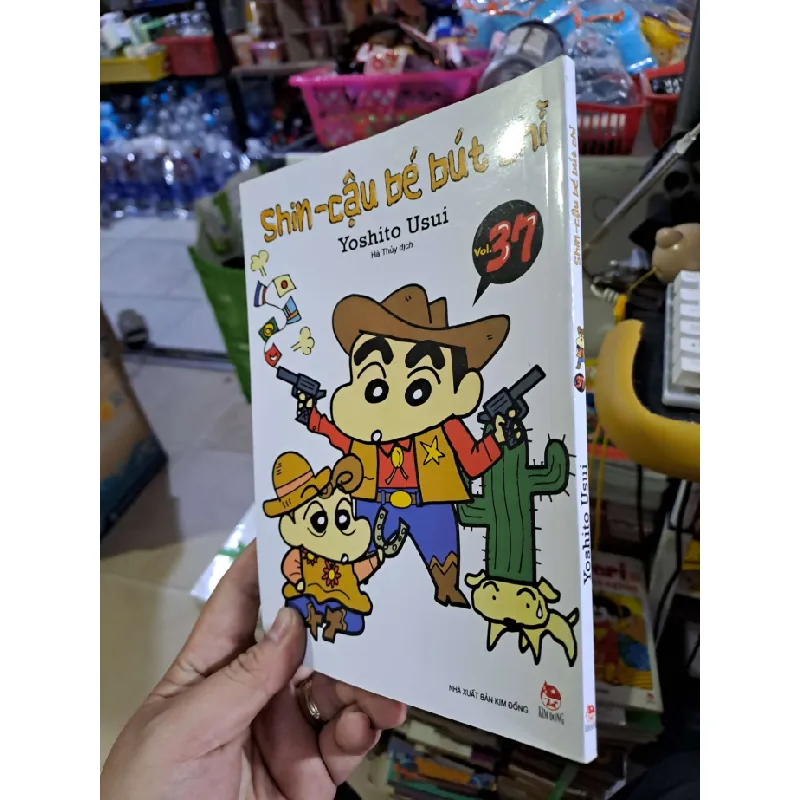 Shin-cậu bé bút chì
Yoshito Usui
Hà Thủy dịch
Vol.37
NHÀ XUẤT BẢN KIM ĐỒNG
KIM ĐỒNG
Shin-cậu bé bút chì
37
Yoshito Usui